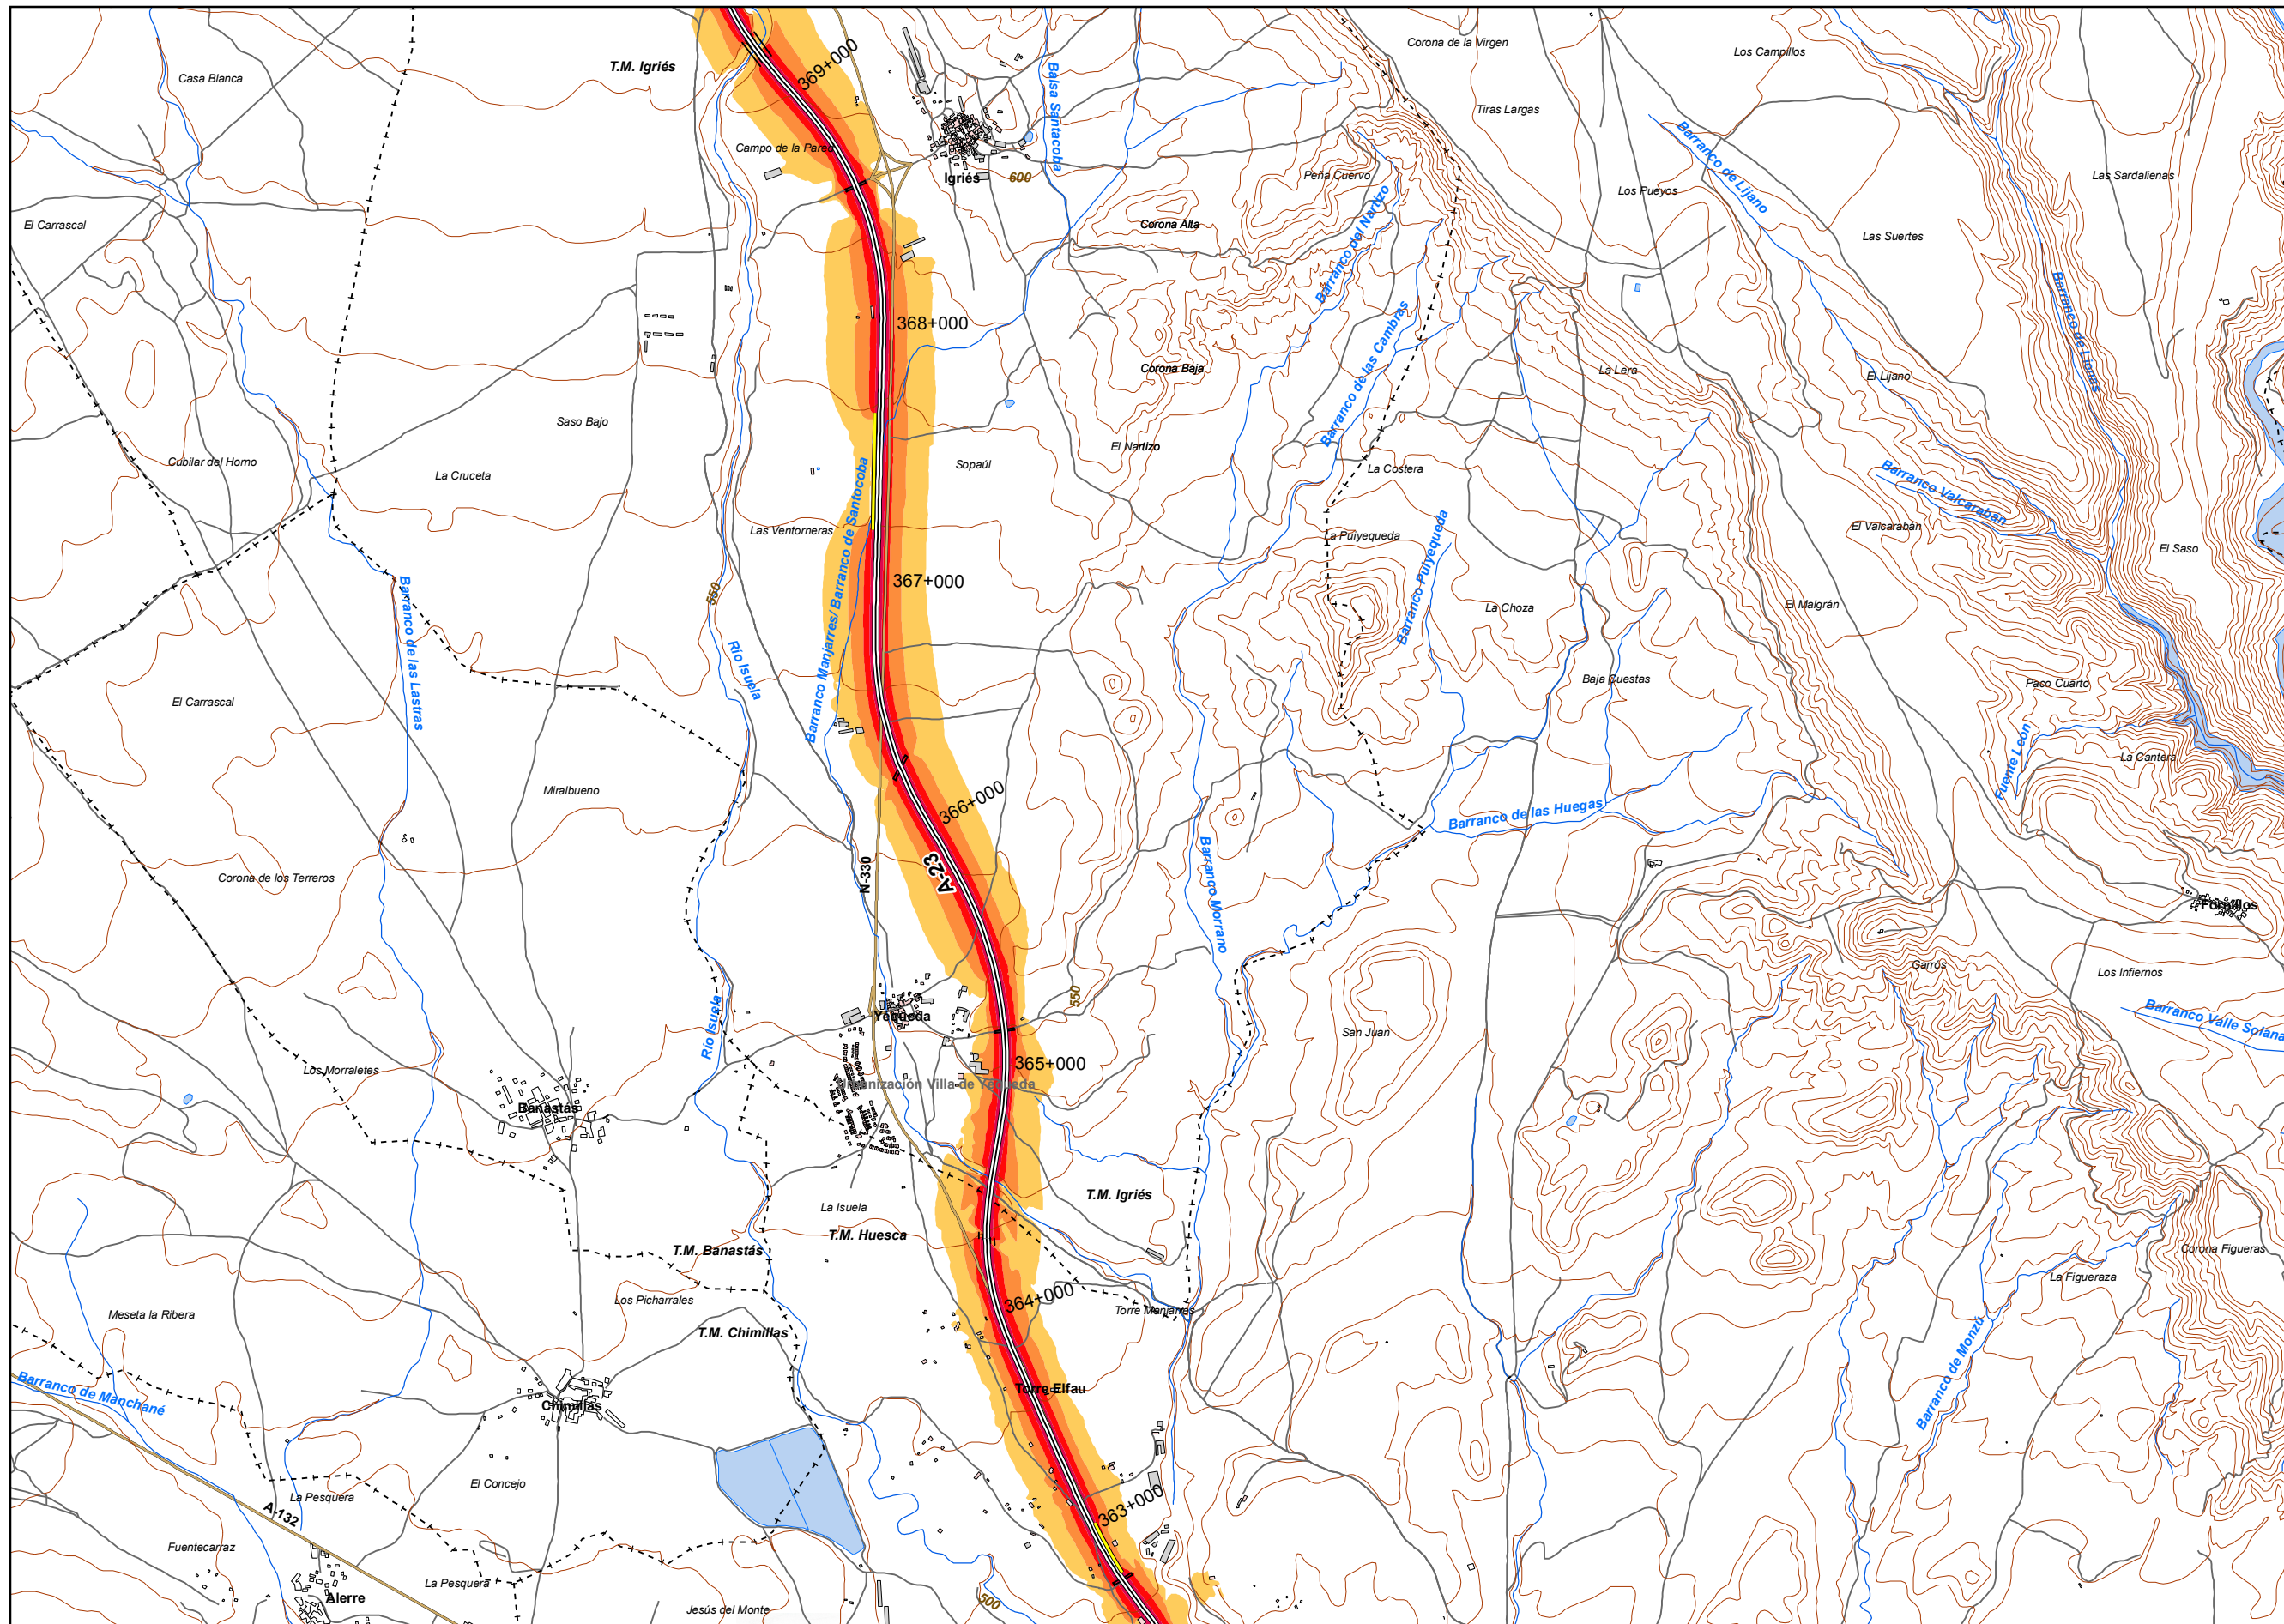 Corona de la Virgen
Los Campillos
369+000
T.M. Igriés
Casa Blanca
Balsa Santacoba
Tiras Largas
Barranco de Lijano
Campo de la Pared
Igriés
600
Peña Cuervo
Los Pueyos
Las Sardalienas
El Carrascal
Corona Alta
Barranco del Nartizo
Las Suertes
Barranco de Lienas
368+000
Barranco de las Cambras
Corona Baja
La Lera
El Lijano
Saso Bajo
El Nartizo
Cubilar del Horno
La Cruceta
Sopaúl
La Costera
Barranco Valcarabán
Las Ventorneras
Barranco Manjarres/ Barranco de Santocoba
La Puiyequeda
Barranco Puiyequeda
El Valcarabán
El Saso
550
367+000
Barranco de las Lastras
La Choza
El Malgrán
Río Isuela
El Carrascal
Baja Cuestas
Paco Cuarto
Fuente León
La Cantera
Miralbueno
366+000
Barranco de las Huegas
A-23
N-330
Barranco Morrano
Corona de los Terreros
Fornillos
Garrós
Los Infiernos
550
Río Isuela
Yéqueda
Barranco Valle Solana
San Juan
365+000
Los Morraletes
Urbanización Villa de Yéqueda
Banastás
T.M. Igriés
La Isuela
T.M. Huesca
T.M. Banastás
Corona Figueras
La Figueraza
Los Picharrales
364+000
Torre Manjarrés
Meseta la Ribera
T.M. Chimillas
Barranco de Monzú
Torre Elfau
Barranco de Manchané
Chimillas
El Concejo
La Pesquera
363+000
A-132
Fuentecarraz
La Pesquera
Alerre
Jesús del Monte
500